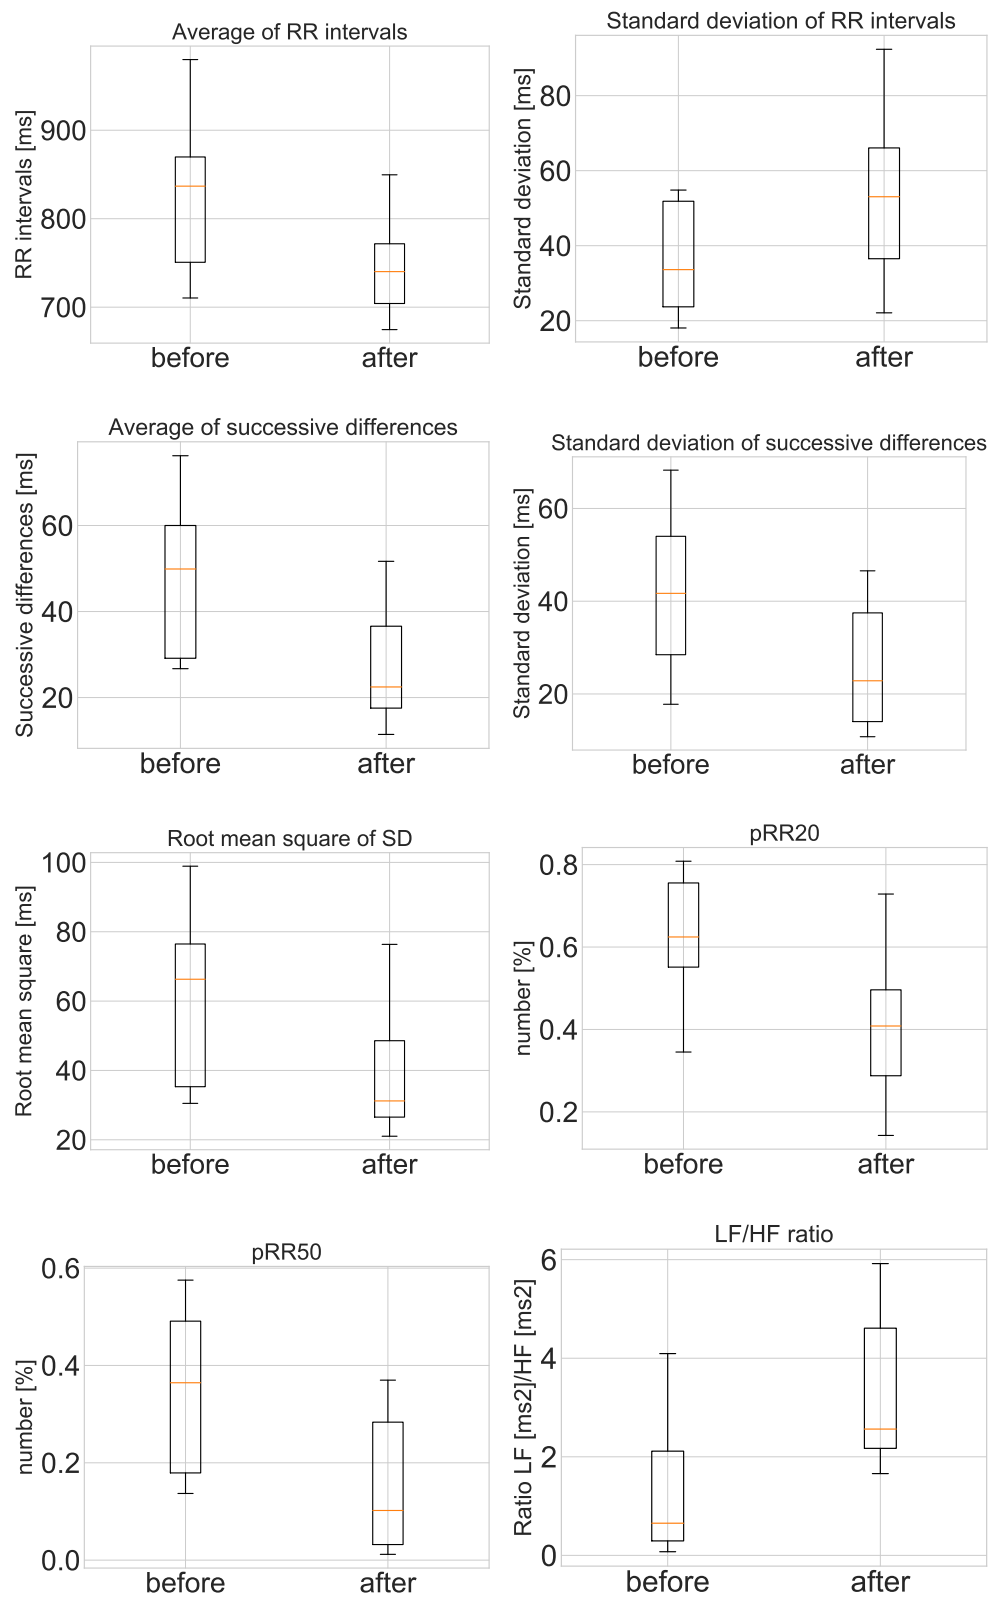 Average of RR intervals
RR intervals [ms]
900
800
700
before after
Standard deviation of RR intervals
Standard deviation [ms]
80
60
40
20
before after
Average of successive differences
Successive differences [ms]
60
40
20
before after
Standard deviation of successive differences
Standard deviation [ms]
60
40
20
before after
Root mean square of SD
Root mean square [ms]
100
80
60
40
20
before after
pRR20
number [%]
0.8
0.6
0.4
0.2
before after
pRR50
number [%]
0.6
0.4
0.2
0.0
before after
LF/HF ratio
Ratio LF [ms2]/HF [ms2]
6
4
2
0
before after